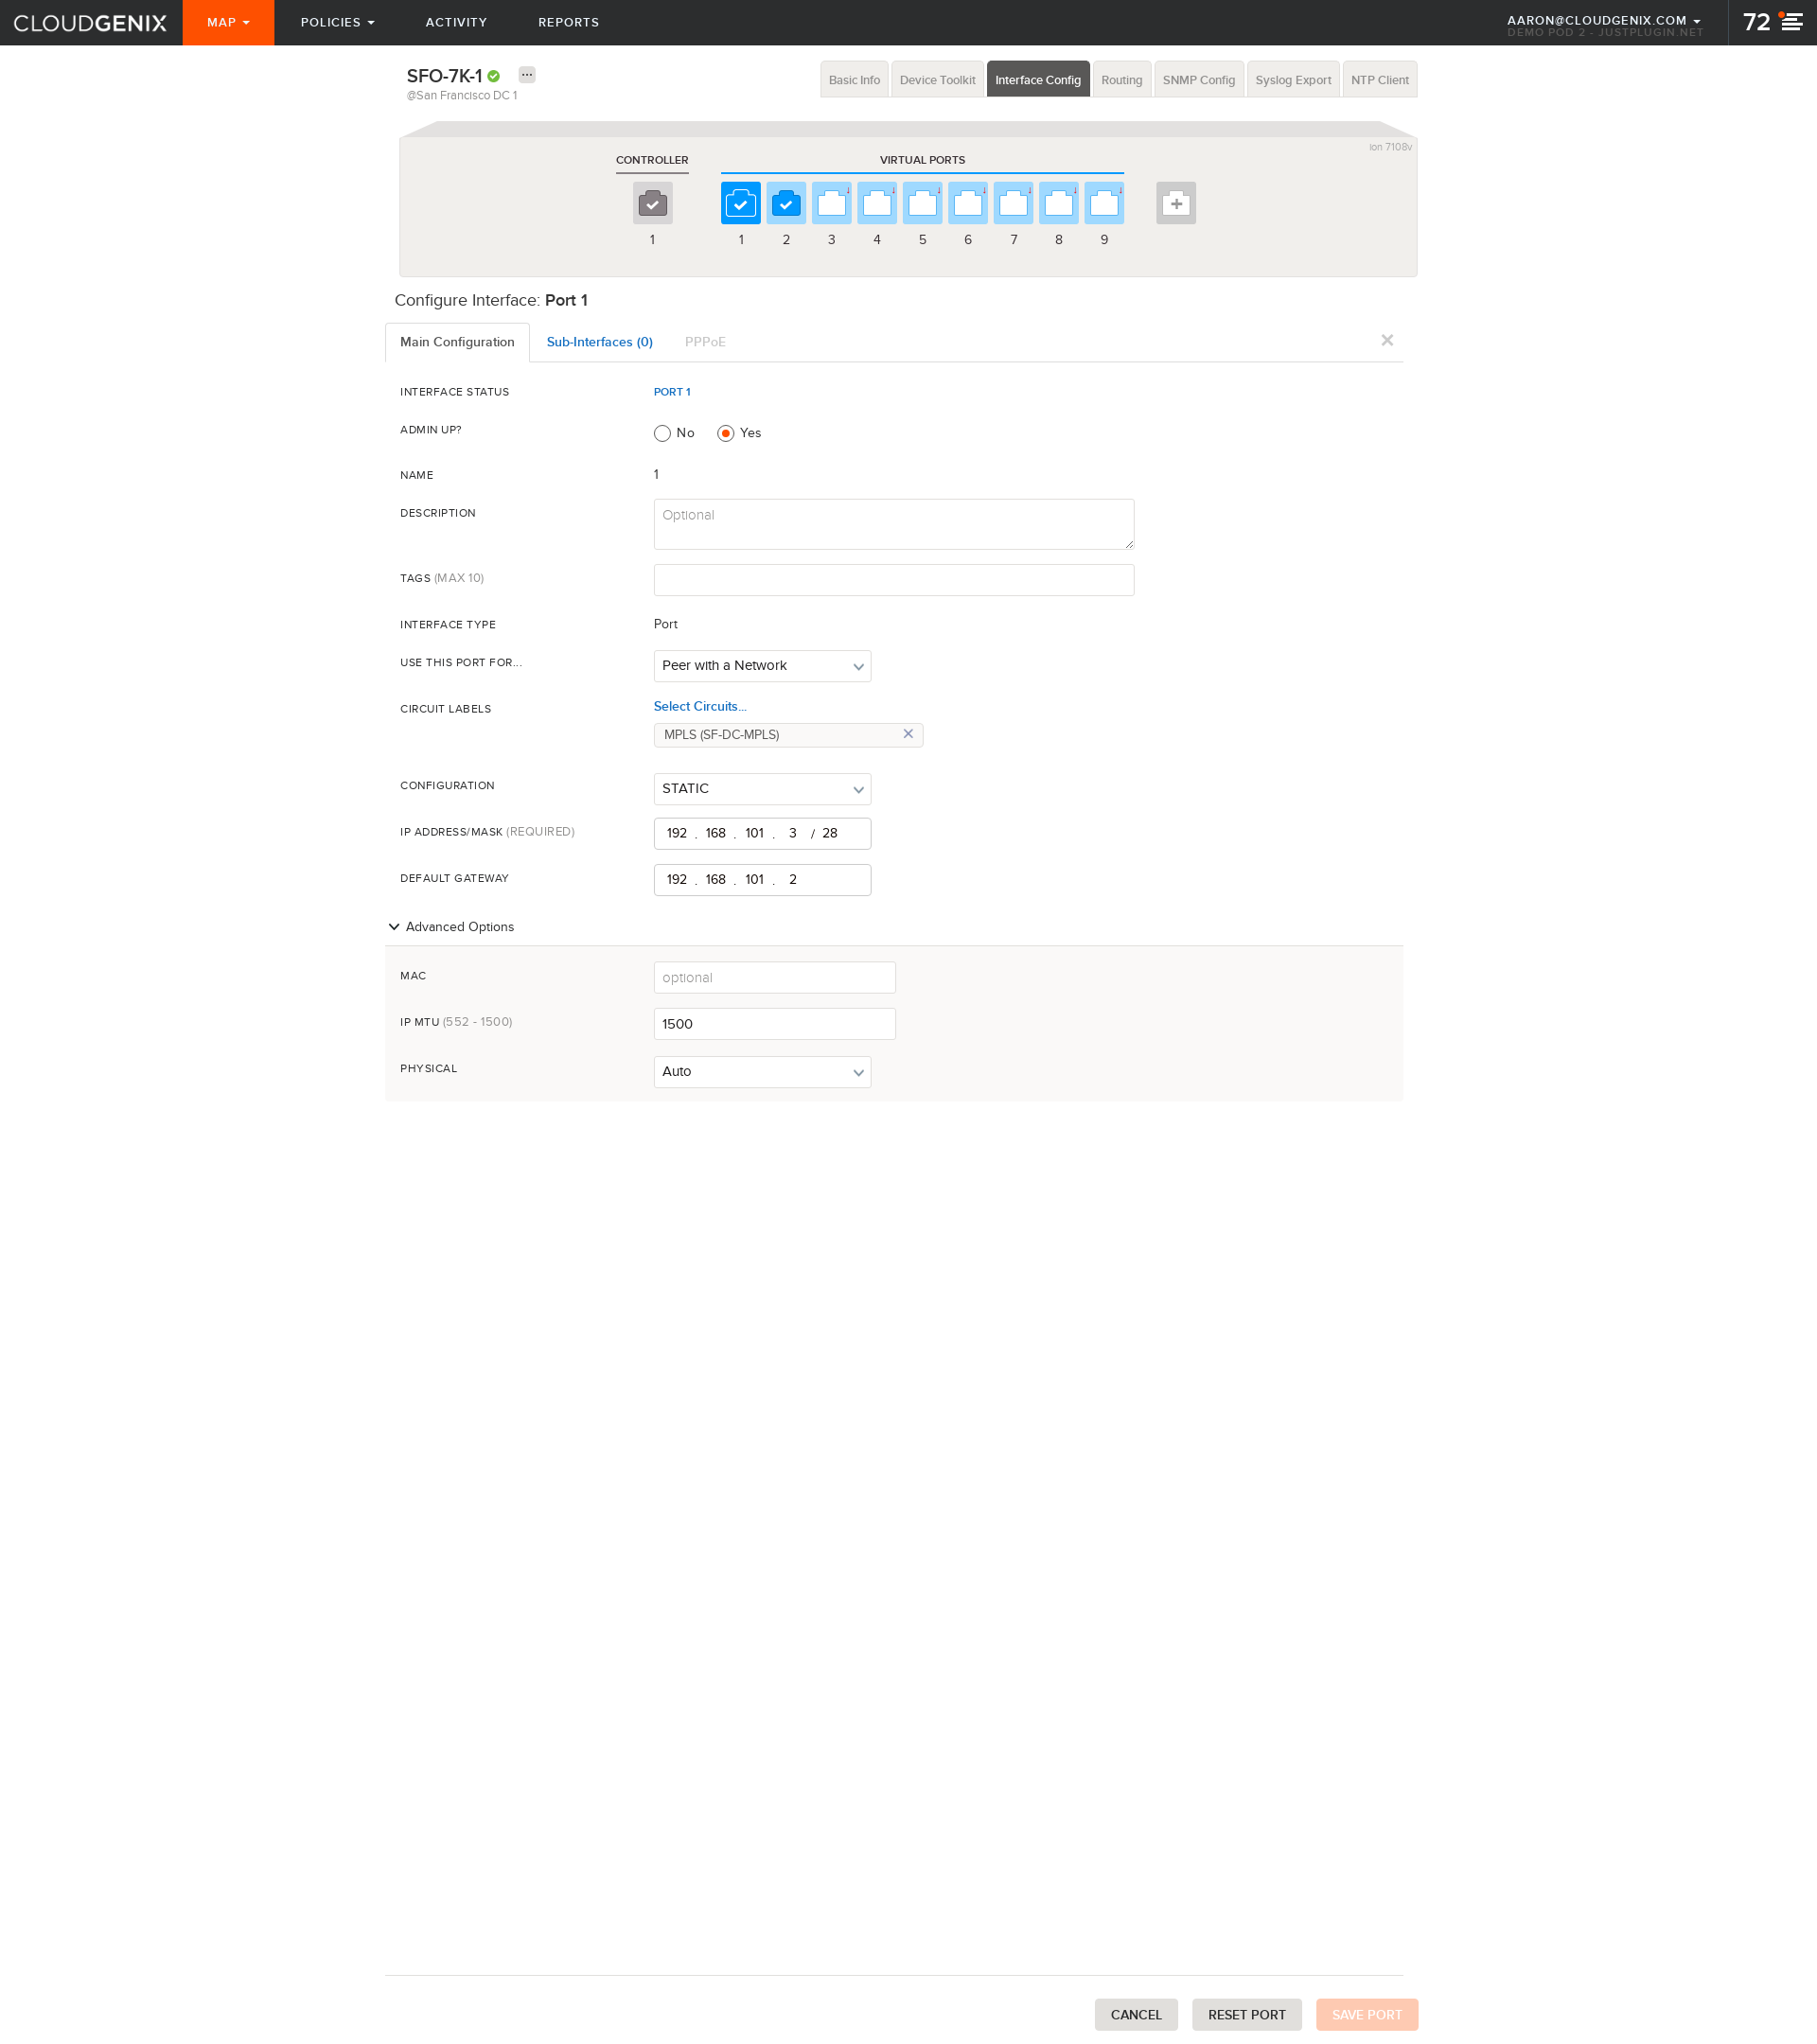 CLOUDGENIX MAP POLICIES ACTIVITY REPORTS AARON@CLOUDGENIX.COM 72
DEMO POD 2 - JUSTPLUGIN.NET
SFO-7K-1 ...
@San Francisco DC 1
Basic Info Device Toolkit Interface Config Routing SNMP Config Syslog Export NTP Client
ion 7108v
CONTROLLER VIRTUAL PORTS
1 1 2 3 4 5 6 7 8 9
Configure Interface: Port 1
Main Configuration Sub-Interfaces (0) PPPoE
INTERFACE STATUS PORT 1
ADMIN UP? No Yes
NAME 1
DESCRIPTION Optional
TAGS (MAX 10)
INTERFACE TYPE Port
USE THIS PORT FOR... Peer with a Network
CIRCUIT LABELS Select Circuits...
MPLS (SF-DC-MPLS)
CONFIGURATION STATIC
IP ADDRESS/MASK (REQUIRED) 192 . 168 . 101 . 3 / 28
DEFAULT GATEWAY 192 . 168 . 101 . 2
Advanced Options
MAC optional
IP MTU (552 - 1500) 1500
PHYSICAL Auto
CANCEL RESET PORT SAVE PORT